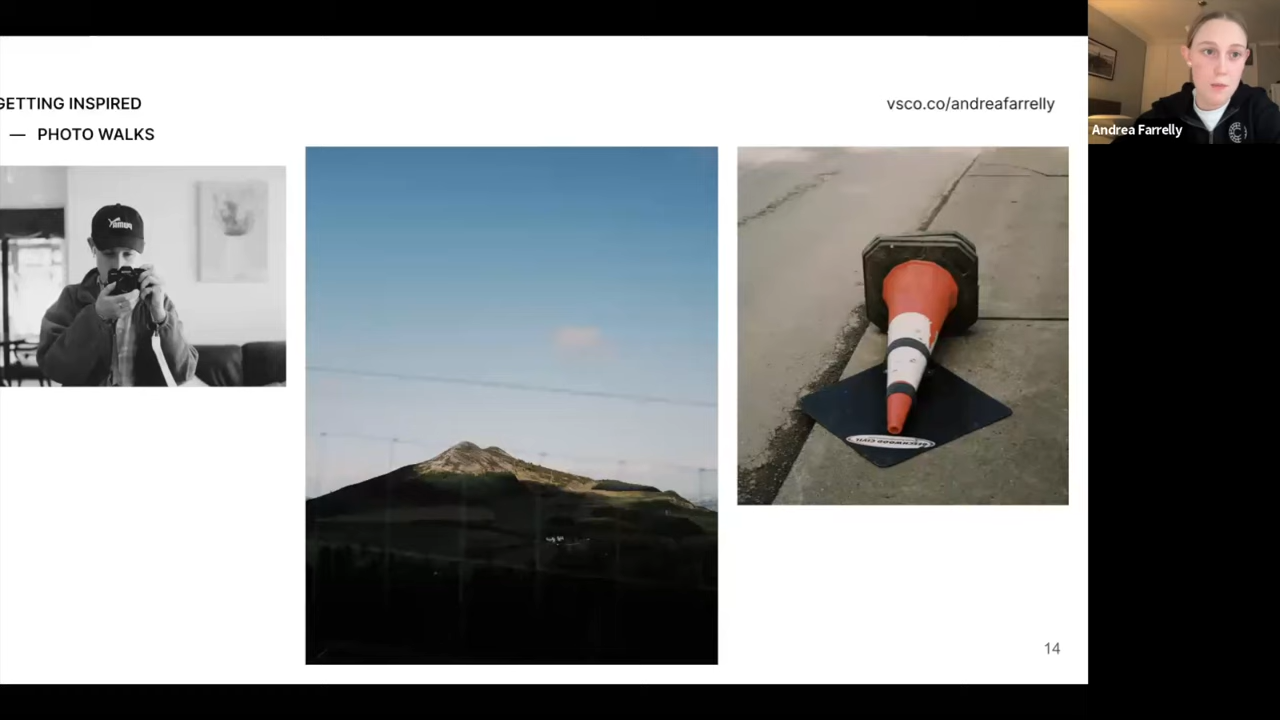 GETTING INSPIRED
— PHOTO WALKS
vsco.co/andreafarrelly
Andrea Farrelly
14